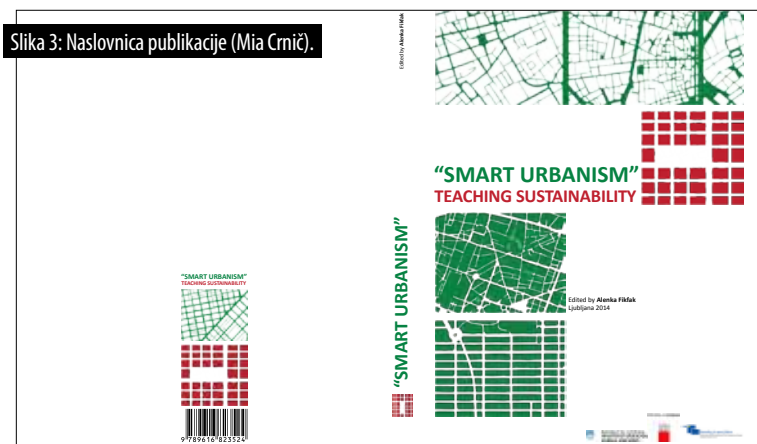 Slika 3: Naslovnica publikacije (Mia Crnič).
"SMART URBANISM"
TEACHING SUSTAINABILITY
9 789616 823524
Edited by Alenka Fikfak
"SMART URBANISM"
"SMART URBANISM"
TEACHING SUSTAINABILITY
Edited by Alenka Fikfak
Ljubljana 2014